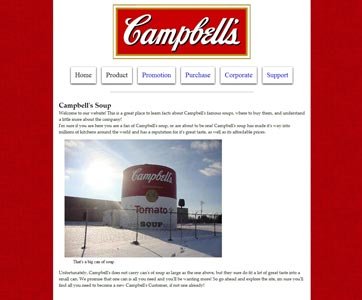 Campbell's
Home Product Promotion Purchase Corporate Support
Campbell's Soup
Welcome to our website! This is a great place to learn facts about Campbell's famous soups, where to buy them, and understand
a little more about the company!
I'm sure if you are here you are a fan of Campbell's soup, or are about to be one! Campbell's soup has made it's way into
millions of kitchens around the world and has a reputation for it's great taste, as well as its affordable prices.
Campbell's
Tomato
SOUP
That's a big can of soup
Unfortunately, Campbell's does not carry can's of soup as large as the one above, but they sure do fit a lot of great taste into a
small can. We promise that one can is all you need and you'll be wanting more! So go ahead and explore the site, im sure you'll
find all you need to become a new Campbell's Customer, if not one already!